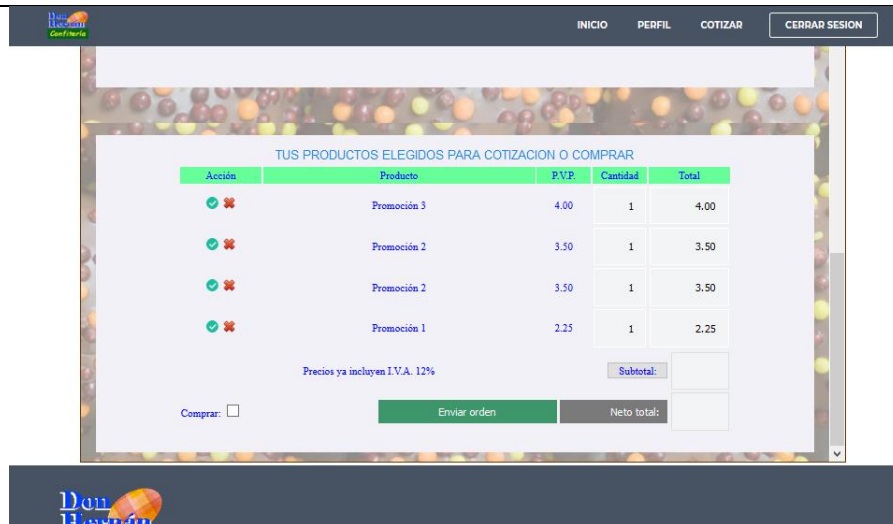 Don
Hernán
Confitería
INICIO PERFIL COTIZAR CERRAR SESION
TUS PRODUCTOS ELEGIDOS PARA COTIZACION O COMPRAR
Acción Producto P.V.P. Cantidad Total
Promoción 3 4.00 1 4.00
Promoción 2 3.50 1 3.50
Promoción 2 3.50 1 3.50
Promoción 1 2.25 1 2.25
Precios ya incluyen I.V.A. 12% Subtotal:
Comprar: Enviar orden Neto total:
Don
Hernán